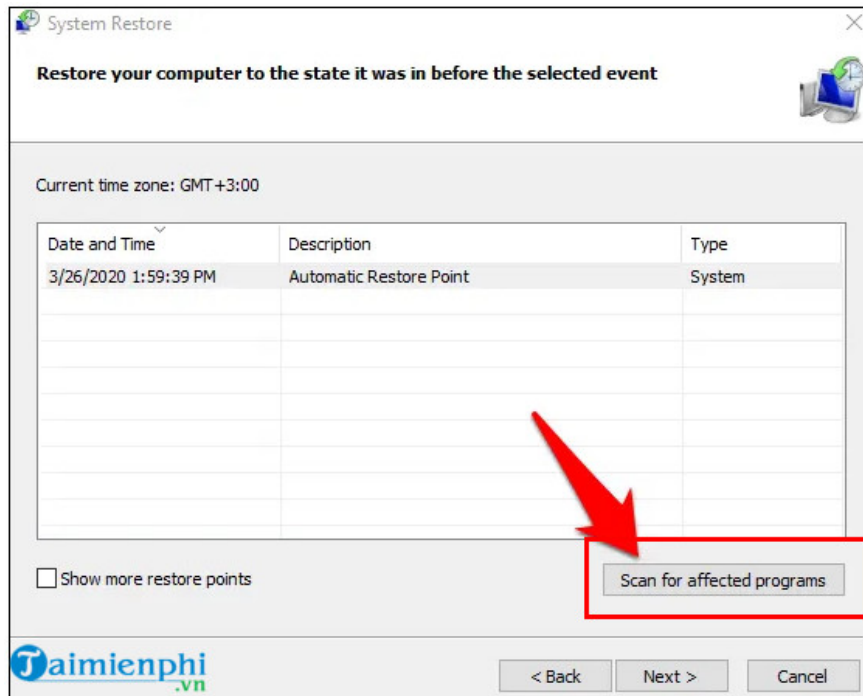 System Restore
Restore your computer to the state it was in before the selected event
Current time zone: GMT+3:00
Date and Time Description Type
3/26/2020 1:59:39 PM Automatic Restore Point System
Show more restore points Scan for affected programs
Taimienphi
.vn
< Back Next > Cancel